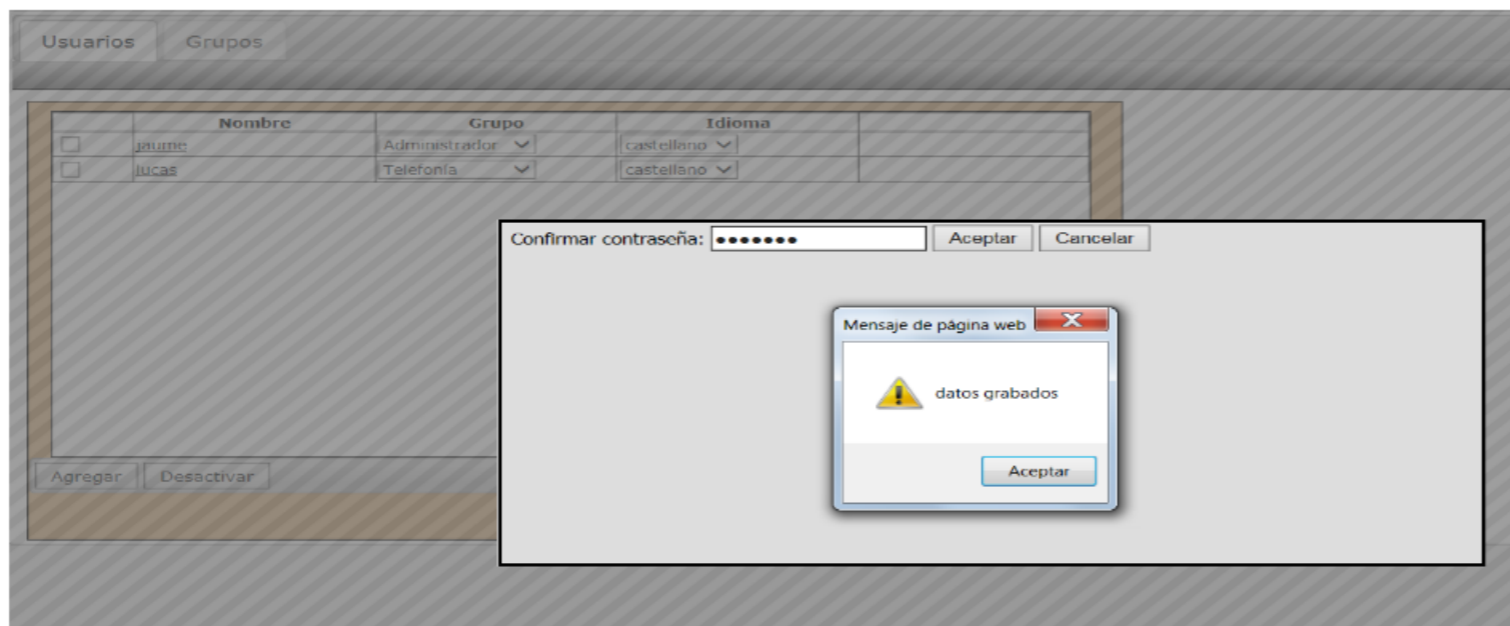 Usuarios Grupos
Nombre Grupo Idioma
jaume Administrador castellano
lucas Telefonía castellano
Confirmar contraseña: ••••••• Aceptar Cancelar
Mensaje de página web
datos grabados
Aceptar
Agregar Desactivar